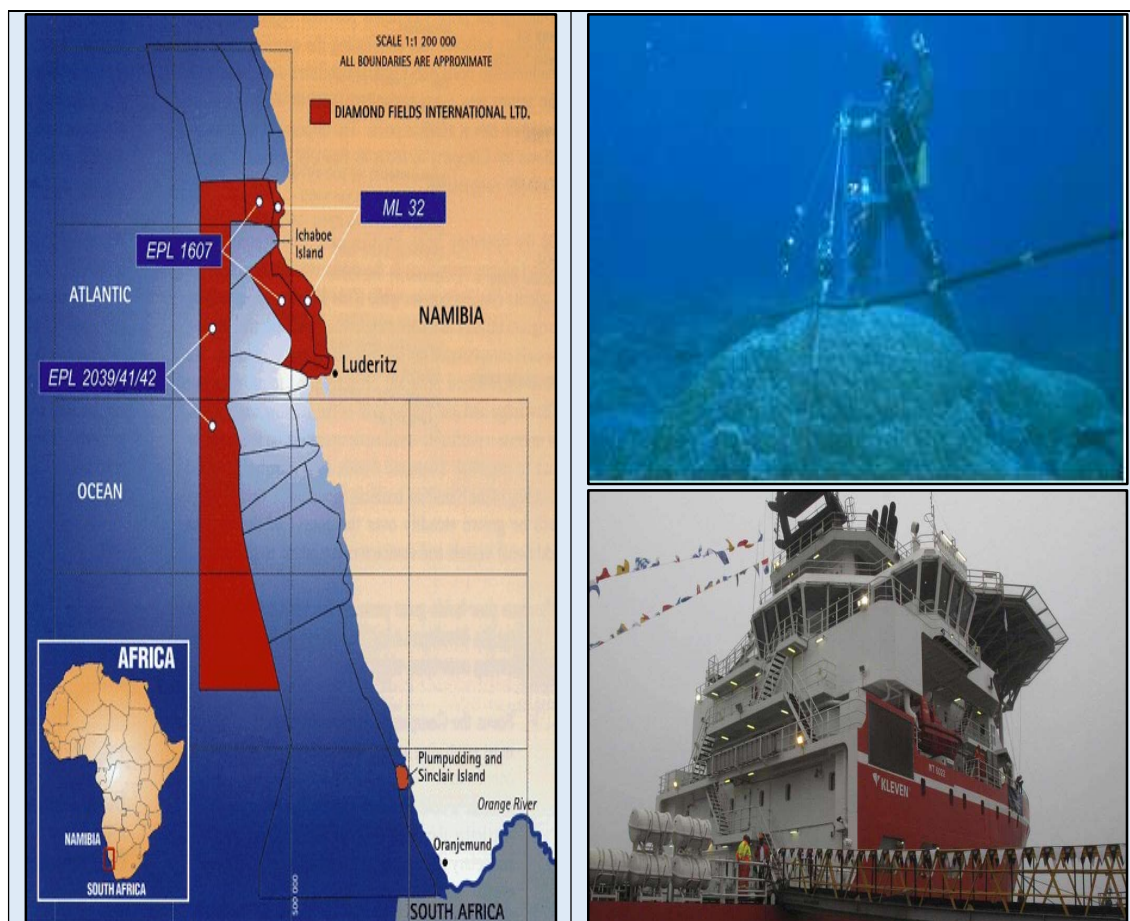 SCALE 1:1 200 000
ALL BOUNDARIES ARE APPROXIMATE
DIAMOND FIELDS INTERNATIONAL LTD.
ML 32
Ichaboe
Island
EPL 1607
ATLANTIC
NAMIBIA
Luderitz
EPL 2039/41/42
OCEAN
AFRICA
NAMIBIA
SOUTH AFRICA
Plumpudding and
Sinclair Island
Orange River
Oranjemund
500 000
SOUTH AFRICA
KLEVEN